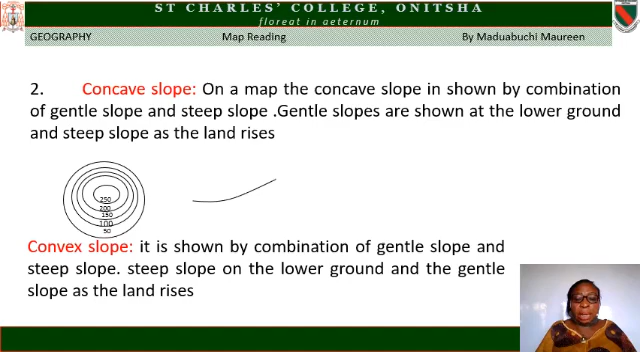 ST CHARLES' COLLEGE, ONITSHA
floreat in aeternum
GEOGRAPHY Map Reading By Maduabuchi Maureen
2. Concave slope: On a map the concave slope in shown by combination
of gentle slope and steep slope .Gentle slopes are shown at the lower ground
and steep slope as the land rises
250
200
150
100
50
Convex slope: it is shown by combination of gentle slope and
steep slope. steep slope on the lower ground and the gentle
slope as the land rises